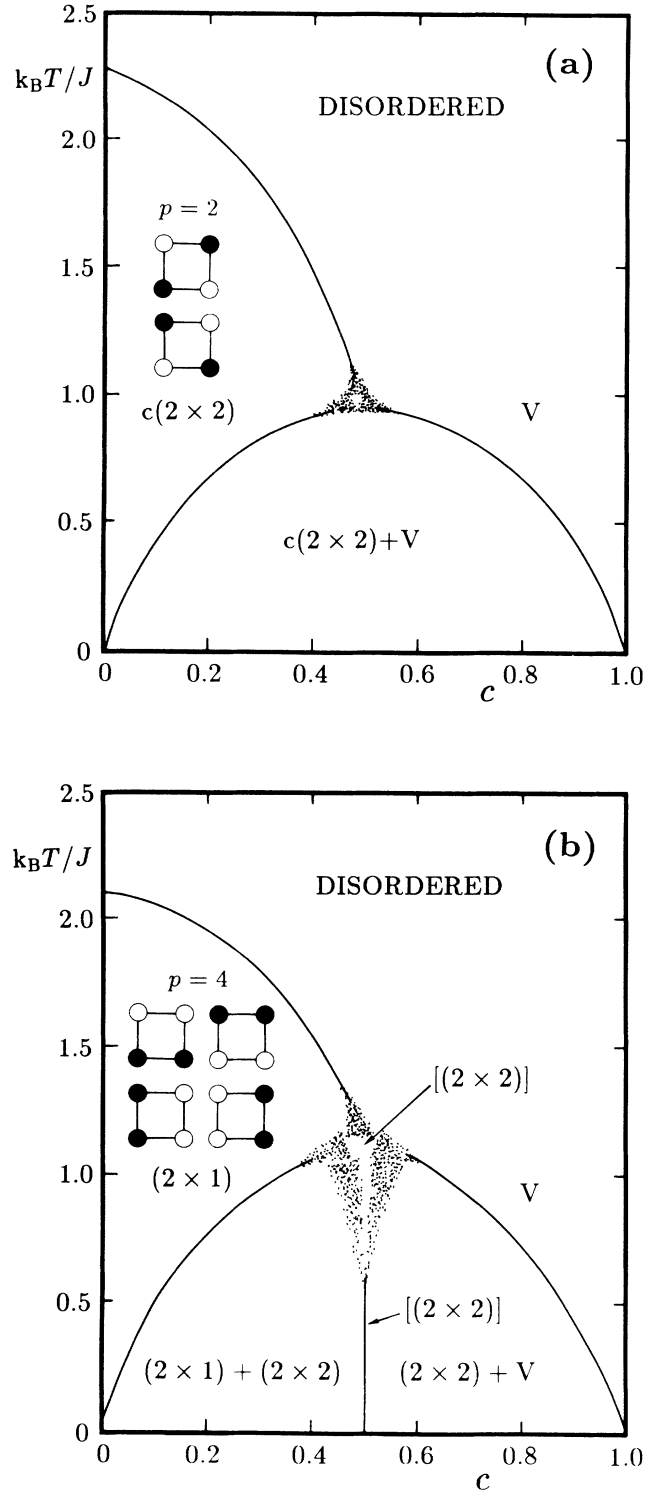 2.5
(a)
k_BT/J
DISORDERED
2.0
p = 2
1.5
1.0
c(2 × 2)
V
0.5
c(2 × 2)+V
0
0 0.2 0.4 0.6 0.8 1.0
c
2.5
(b)
k_BT/J
DISORDERED
2.0
p = 4
1.5
[(2 × 2)]
(2 × 1)
1.0
V
0.5
[(2 × 2)]
(2 × 1) + (2 × 2) (2 × 2) + V
0
0 0.2 0.4 0.6 0.8 1.0
c